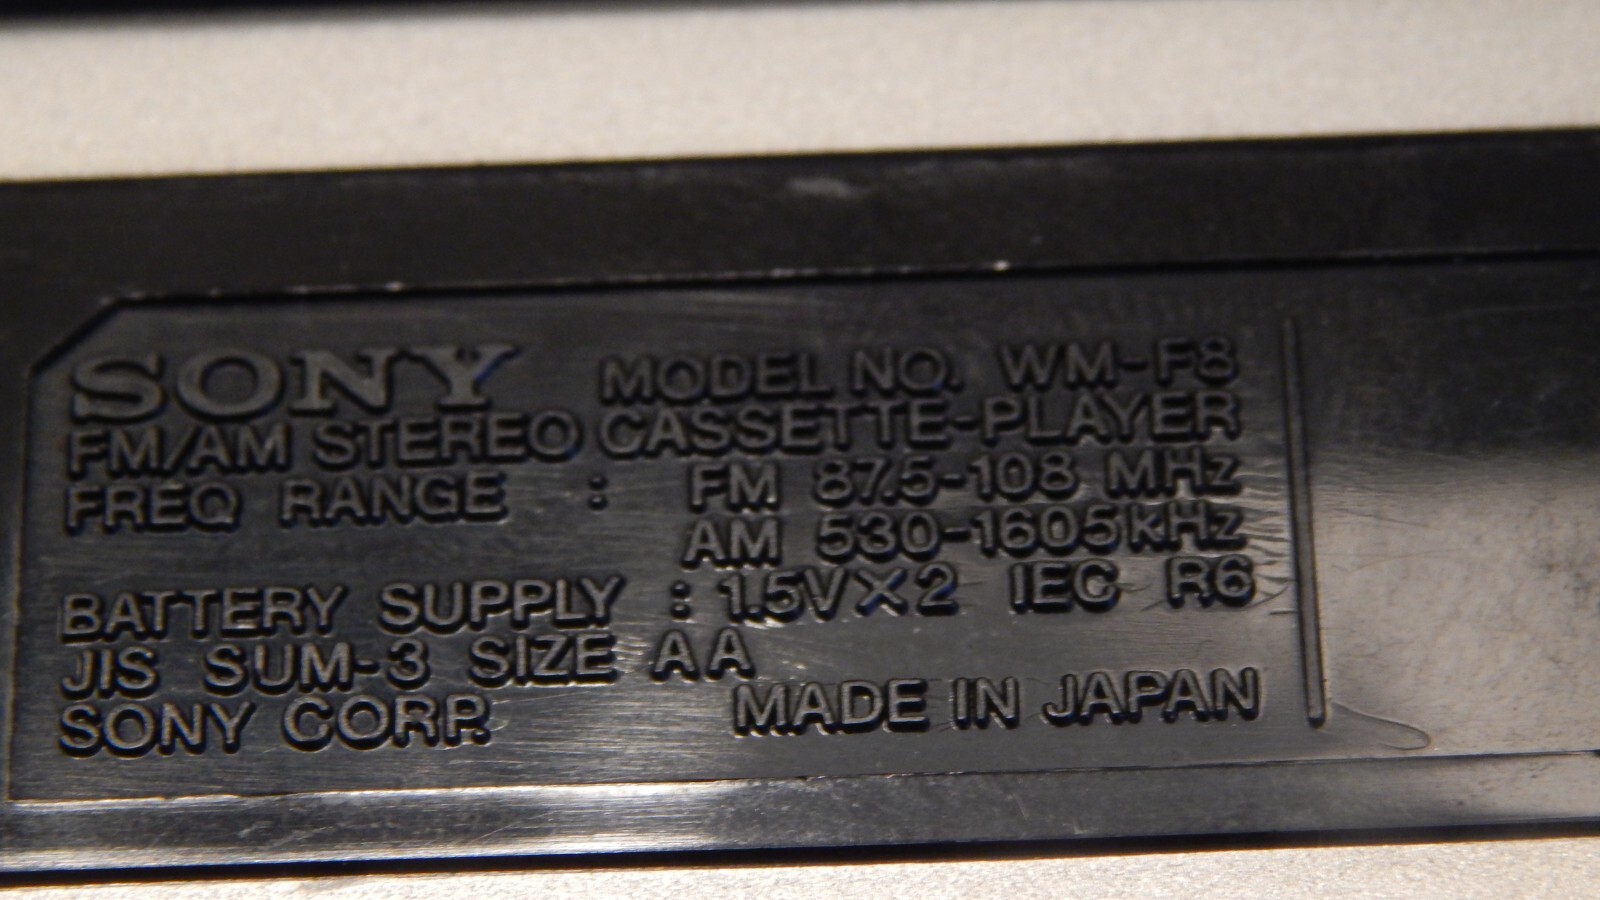 SONY MODEL NO. WM-F8
FM/AM STEREO CASSETTE-PLAYER
FREQ RANGE : FM 87.5-108 MHz
AM 530-1605kHz
BATTERY SUPPLY : 1.5V×2 IEC R6
JIS SUM-3 SIZE AA
SONY CORP. MADE IN JAPAN